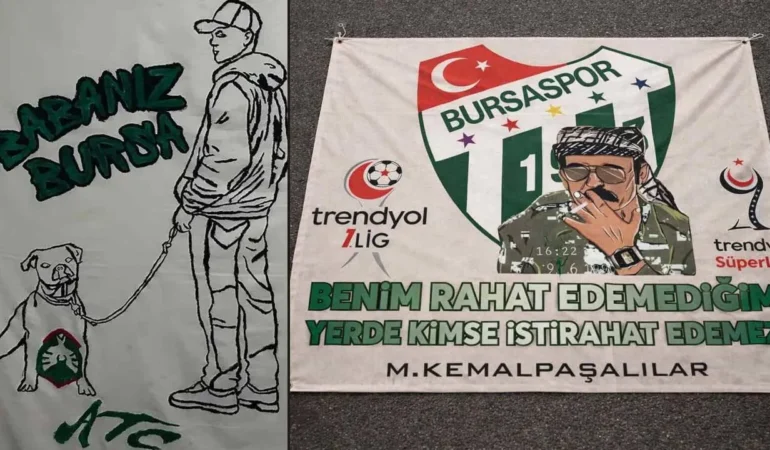 BABANIZ
BURSA
ATC
BURSASPOR
trendyol
1.LİG
16:22
trendyo
Süperl
BENİM RAHAT EDEMEDİĞİM
YERDE KİMSE İSTİRAHAT EDEMEZ
M.KEMALPAŞALILAR